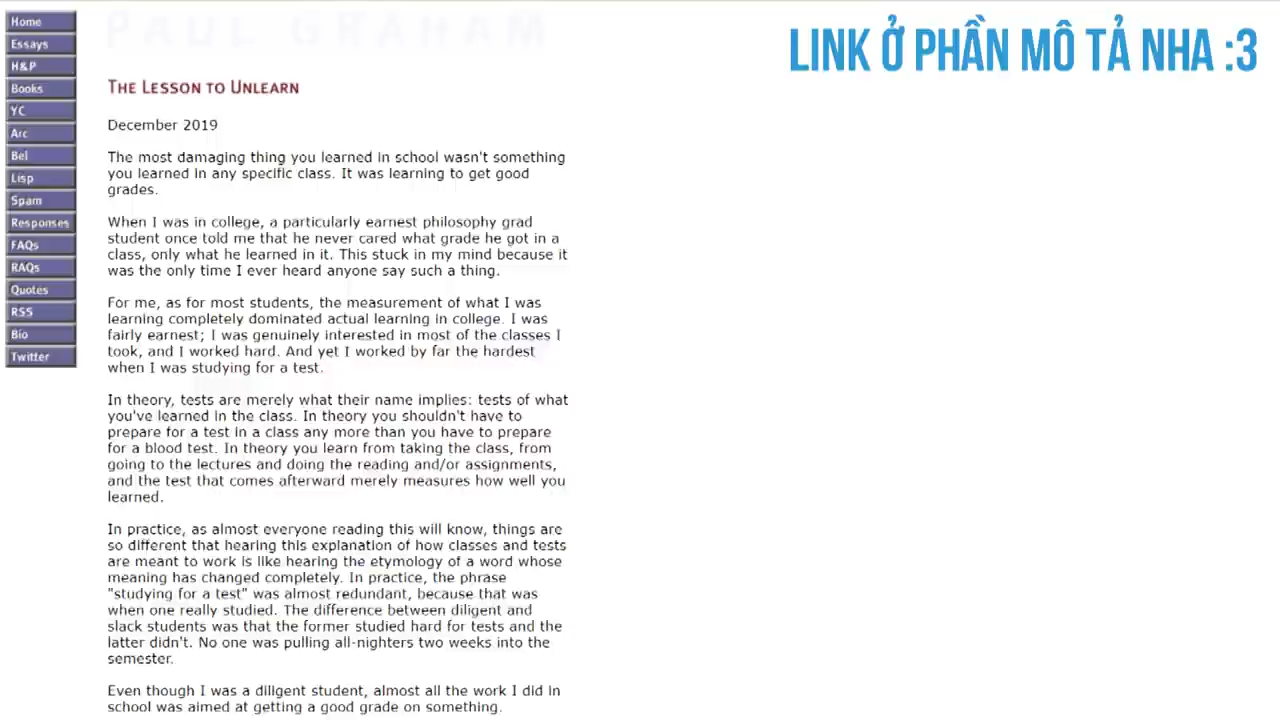 PAUL GRAHAM
LINK Ở PHẦN MÔ TẢ NHA :3
Home
Essays
H&P
Books
YC
Arc
Bel
Lisp
Spam
Responses
FAQs
RAQs
Quotes
RSS
Bio
Twitter
THE LESSON TO UNLEARN
December 2019
The most damaging thing you learned in school wasn't something
you learned in any specific class. It was learning to get good
grades.
When I was in college, a particularly earnest philosophy grad
student once told me that he never cared what grade he got in a
class, only what he learned in it. This stuck in my mind because it
was the only time I ever heard anyone say such a thing.
For me, as for most students, the measurement of what I was
learning completely dominated actual learning in college. I was
fairly earnest; I was genuinely interested in most of the classes I
took, and I worked hard. And yet I worked by far the hardest
when I was studying for a test.
In theory, tests are merely what their name implies: tests of what
you've learned in the class. In theory you shouldn't have to
prepare for a test in a class any more than you have to prepare
for a blood test. In theory you learn from taking the class, from
going to the lectures and doing the reading and/or assignments,
and the test that comes afterward merely measures how well you
learned.
In practice, as almost everyone reading this will know, things are
so different that hearing this explanation of how classes and tests
are meant to work is like hearing the etymology of a word whose
meaning has changed completely. In practice, the phrase
"studying for a test" was almost redundant, because that was
when one really studied. The difference between diligent and
slack students was that the former studied hard for tests and the
latter didn't. No one was pulling all-nighters two weeks into the
semester.
Even though I was a diligent student, almost all the work I did in
school was aimed at getting a good grade on something.